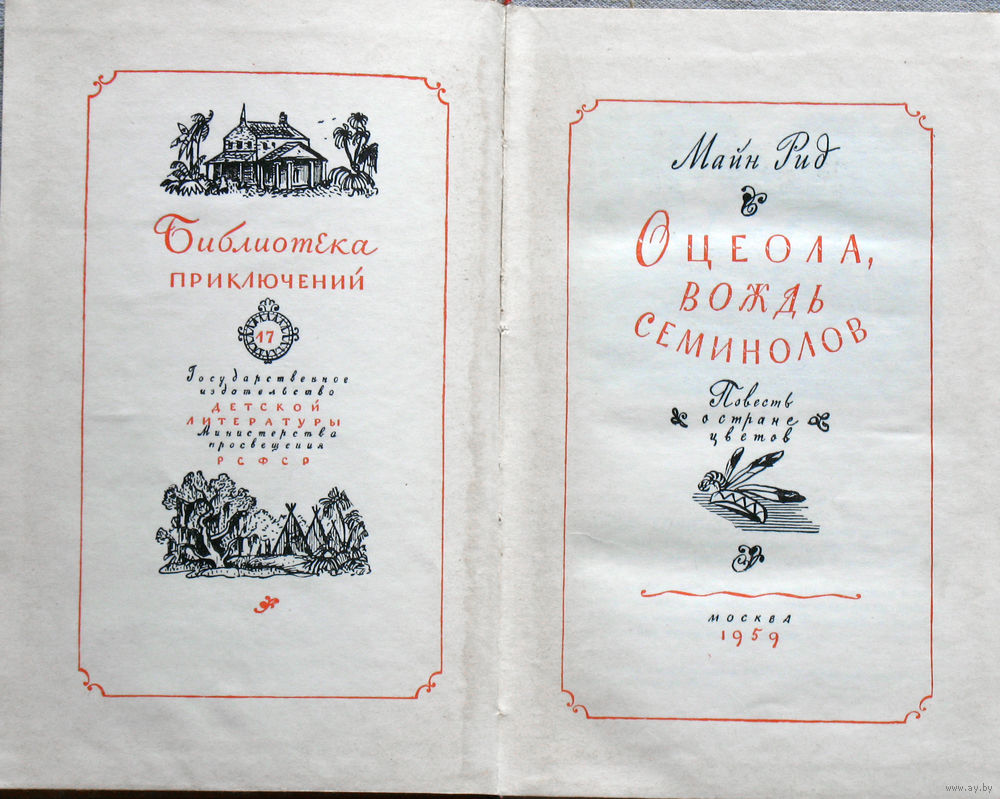 Библиотека
ПРИКЛЮЧЕНИЙ
17
Государственное
издательство
ДЕТСКОЙ
ЛИТЕРАТУРЫ
Министерства
просвещения
РСФСР
Майн Рид
ОЦЕОЛА,
ВОЖДЬ
СЕМИНОЛОВ
Повесть
о стране
цветов
МОСКВА
1959
www.ay.by